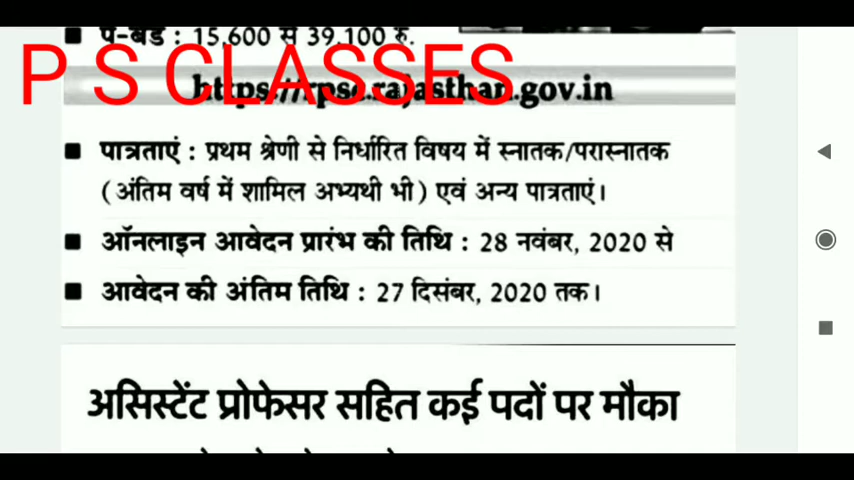 ■ पे-बैंड : 15,600 से 39,100 रु.
P S CLASSES
https://rpsc.rajasthan.gov.in
■ पात्रताएं : प्रथम श्रेणी से निर्धारित विषय में स्नातक/परास्नातक
(अंतिम वर्ष में शामिल अभ्यथी भी) एवं अन्य पात्रताएं।
■ ऑनलाइन आवेदन प्रारंभ की तिथि : 28 नवंबर, 2020 से
■ आवेदन की अंतिम तिथि : 27 दिसंबर, 2020 तक।
असिस्टेंट प्रोफेसर सहित कई पदों पर मौका